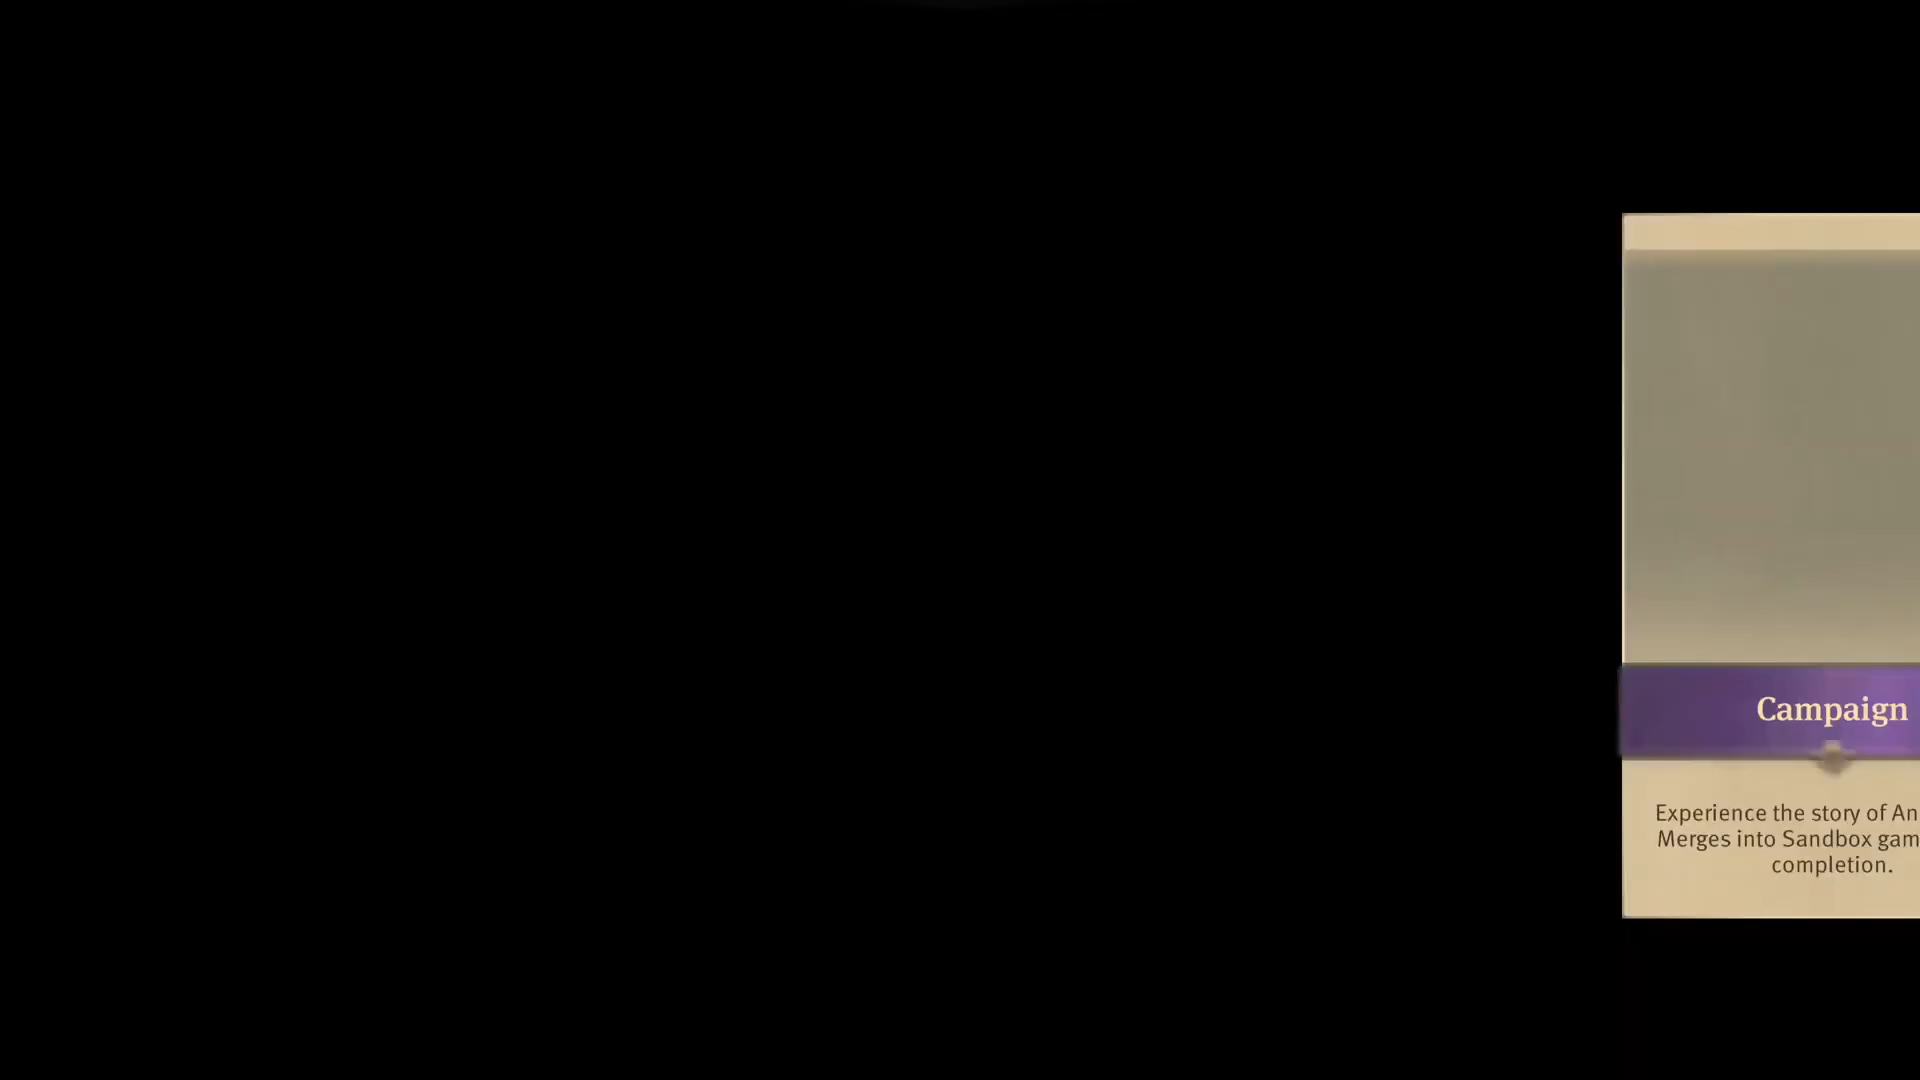 Campaign
Experience the story of An
Merges into Sandbox gam
completion.